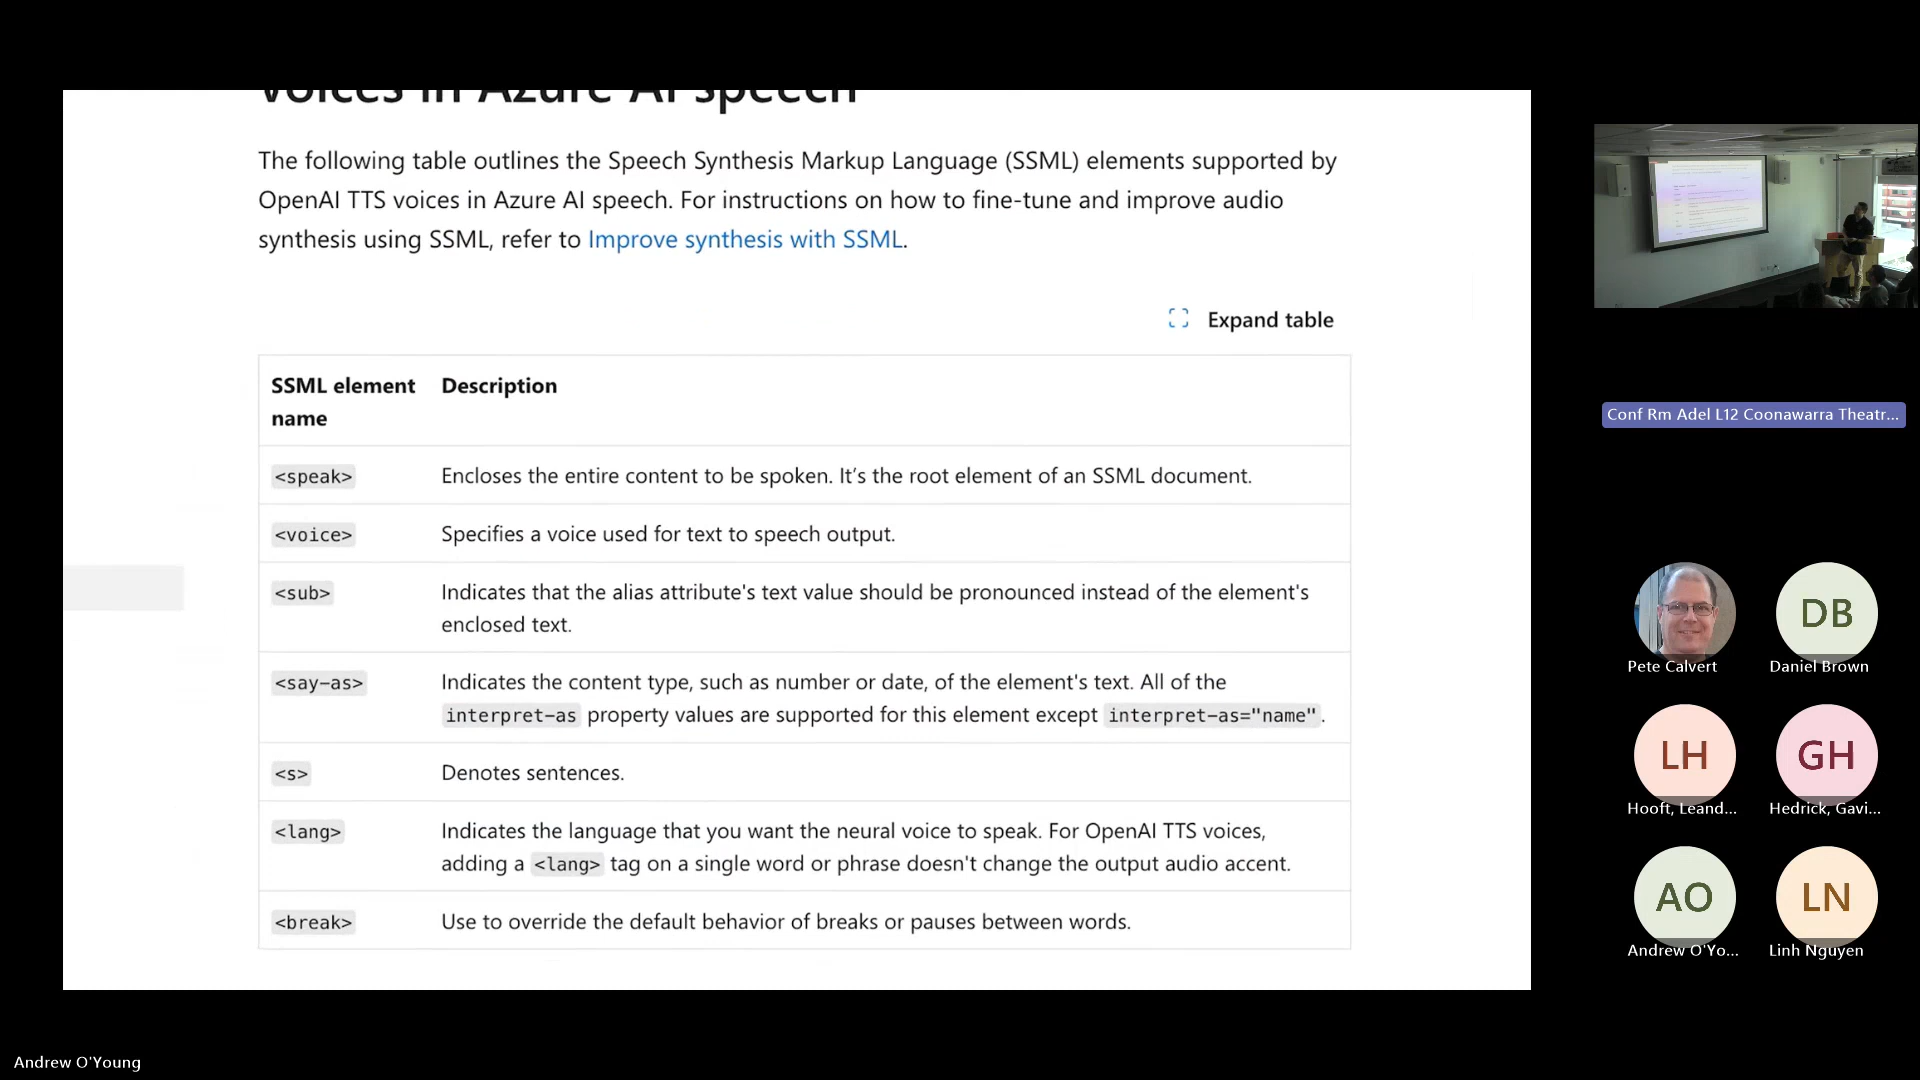 voices in Azure AI speech
The following table outlines the Speech Synthesis Markup Language (SSML) elements supported by
OpenAI TTS voices in Azure AI speech. For instructions on how to fine-tune and improve audio
synthesis using SSML, refer to Improve synthesis with SSML.
Expand table
SSML element name Description
<speak> Encloses the entire content to be spoken. It’s the root element of an SSML document.
<voice> Specifies a voice used for text to speech output.
<sub> Indicates that the alias attribute's text value should be pronounced instead of the element's
enclosed text.
<say-as> Indicates the content type, such as number or date, of the element's text. All of the
interpret-as property values are supported for this element except interpret-as="name".
<s> Denotes sentences.
<lang> Indicates the language that you want the neural voice to speak. For OpenAI TTS voices,
adding a <lang> tag on a single word or phrase doesn't change the output audio accent.
<break> Use to override the default behavior of breaks or pauses between words.
Conf Rm Adel L12 Coonawarra Theatr...
Pete Calvert
DB
Daniel Brown
LH
Hooft, Leand...
GH
Hedrick, Gavi...
AO
Andrew O'Yo...
LN
Linh Nguyen
Andrew O'Young